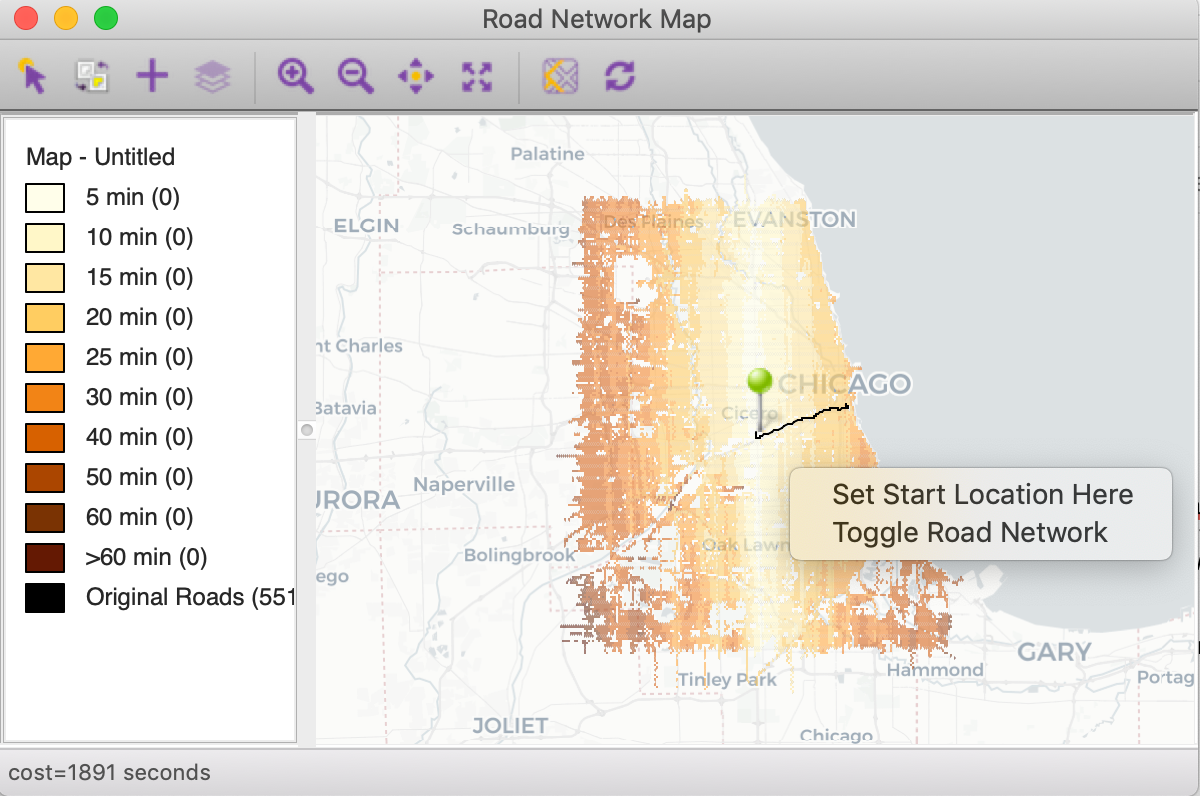 Road Network Map
Map - Untitled
5 min (0)
10 min (0)
15 min (0)
20 min (0)
25 min (0)
30 min (0)
40 min (0)
50 min (0)
60 min (0)
>60 min (0)
Original Roads (551
Palatine
ELGIN
Schaumburg
Des Plaines
EVANSTON
nt Charles
CHICAGO
Batavia
Cicero
Naperville
URORA
Set Start Location Here
Toggle Road Network
Oak Lawn
Bolingbrook
ego
GARY
Hammond
Portag
Tinley Park
JOLIET
Chicago
cost=1891 seconds